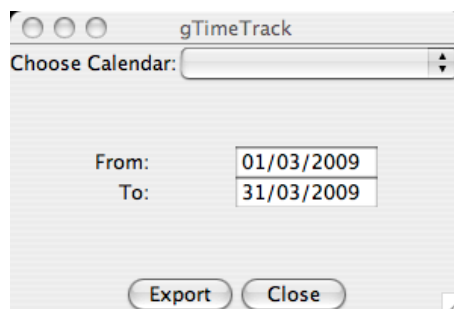 gTimeTrack
Choose Calendar:
From: 01/03/2009
To: 31/03/2009
Export Close